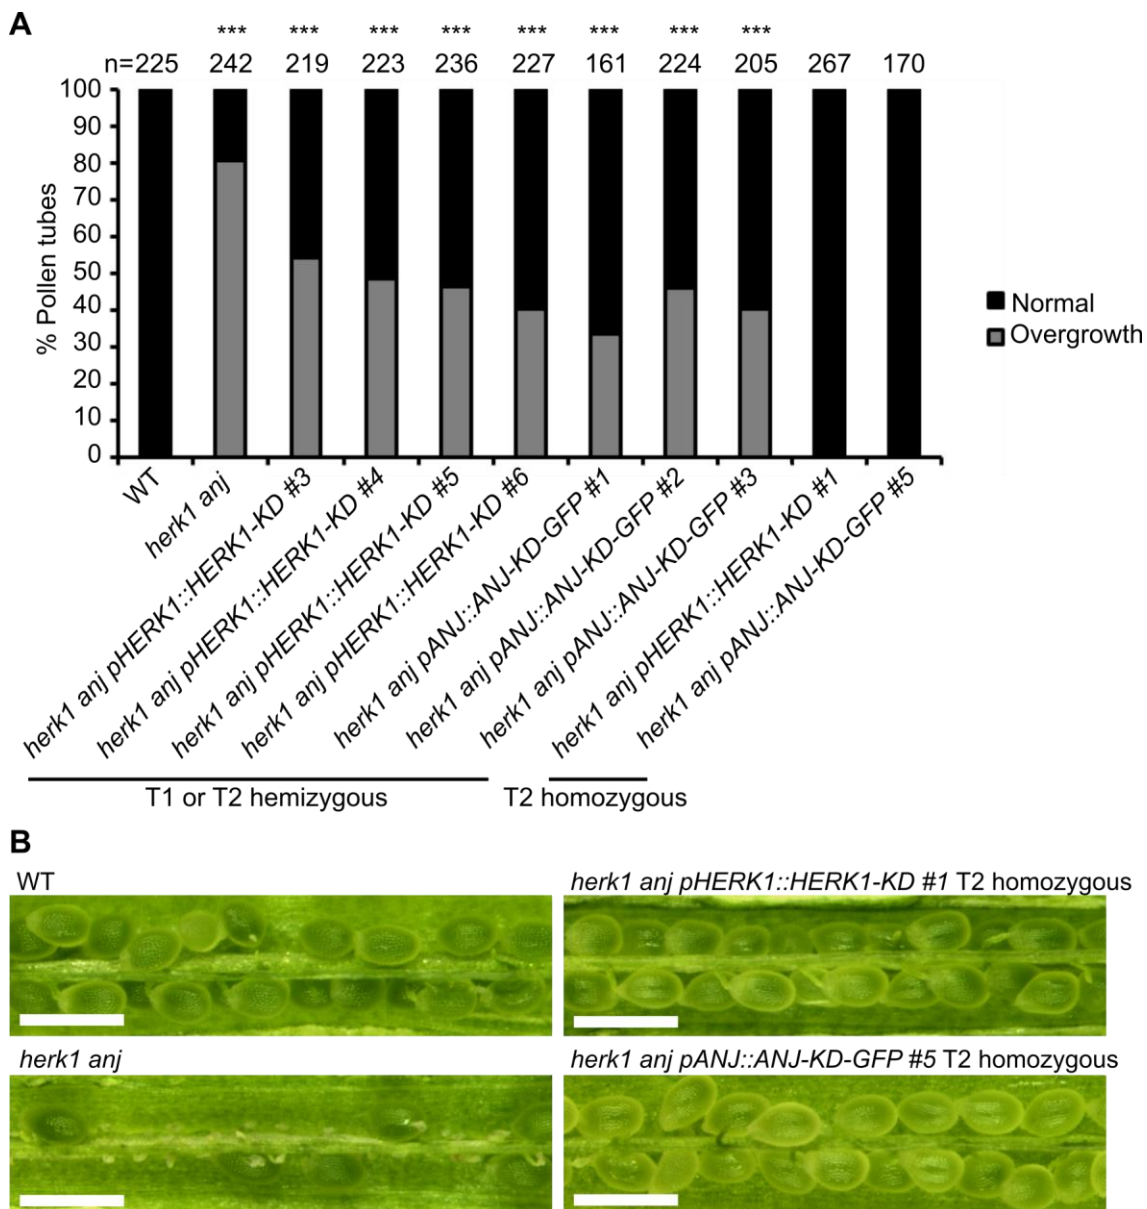 A
*** *** *** *** *** *** *** ***
n=225 242 219 223 236 227 161 224 205 267 170
100
90
80
70
60
50
40
30
20
10
0
% Pollen tubes
Normal
Overgrowth
WT
herk1 anj
herk1 anj pHERK1::HERK1-KD #3
herk1 anj pHERK1::HERK1-KD #4
herk1 anj pHERK1::HERK1-KD #5
herk1 anj pHERK1::HERK1-KD #6
herk1 anj pANJ::ANJ-KD-GFP #1
herk1 anj pANJ::ANJ-KD-GFP #2
herk1 anj pANJ::ANJ-KD-GFP #3
herk1 anj pHERK1::HERK1-KD #1
herk1 anj pANJ::ANJ-KD-GFP #5
T1 or T2 hemizygous
T2 homozygous
B
WT
herk1 anj pHERK1::HERK1-KD #1 T2 homozygous
herk1 anj
herk1 anj pANJ::ANJ-KD-GFP #5 T2 homozygous